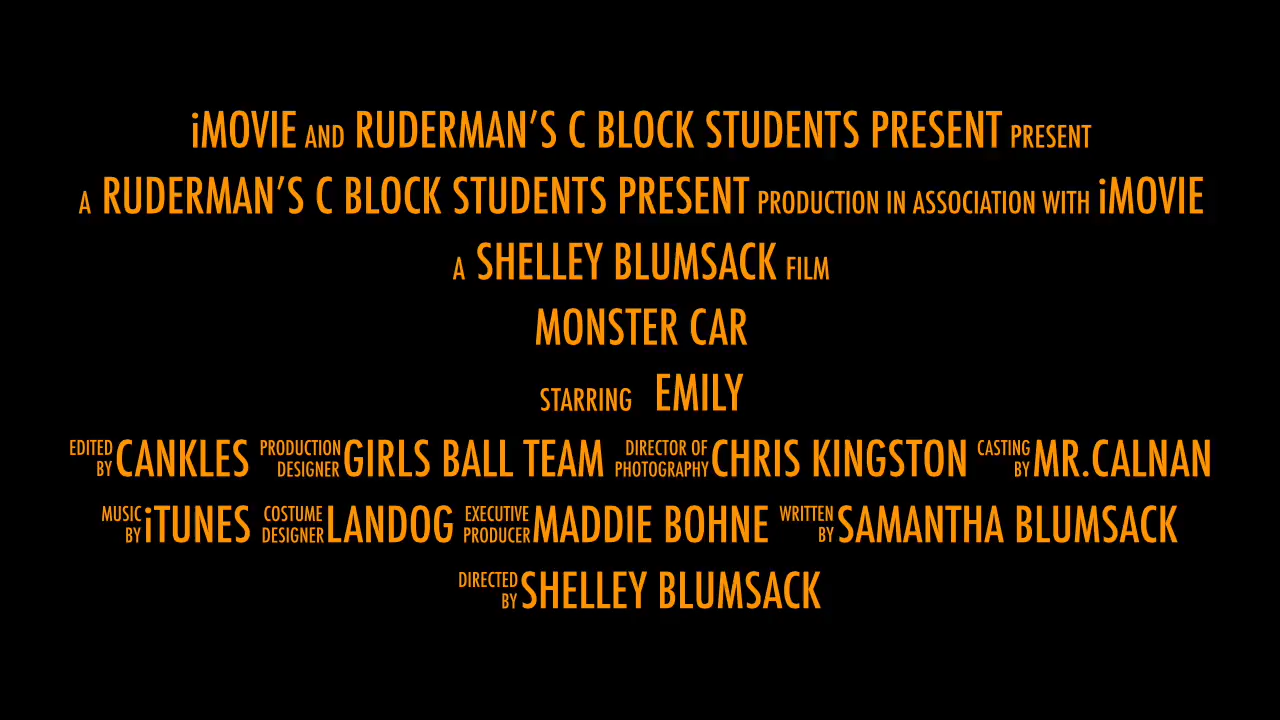 iMOVIE AND RUDERMAN'S C BLOCK STUDENTS PRESENT PRESENT
A RUDERMAN'S C BLOCK STUDENTS PRESENT PRODUCTION IN ASSOCIATION WITH iMOVIE
A SHELLEY BLUMSACK FILM
MONSTER CAR
STARRING EMILY
EDITED BY CANKLES PRODUCTION DESIGNER GIRLS BALL TEAM DIRECTOR OF PHOTOGRAPHY CHRIS KINGSTON CASTING BY MR.CALNAN
MUSIC BY iTUNES COSTUME DESIGNER LANDOG EXECUTIVE PRODUCER MADDIE BOHNE WRITTEN BY SAMANTHA BLUMSACK
DIRECTED BY SHELLEY BLUMSACK